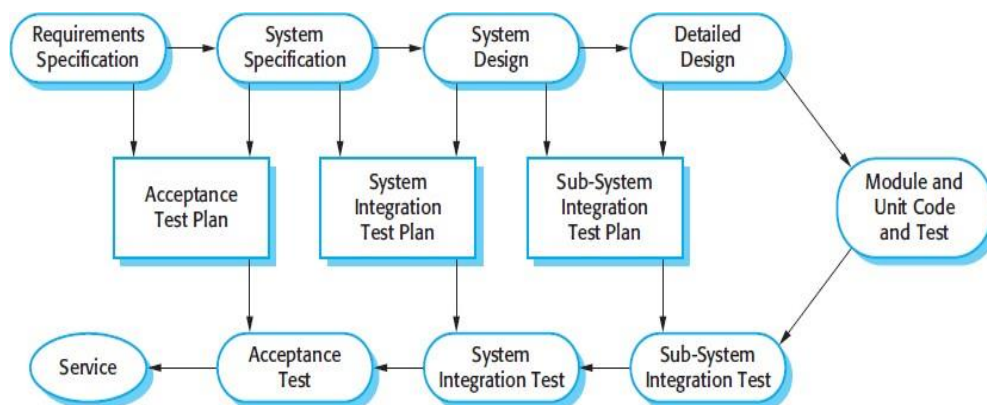 Requirements
Specification
System
Specification
System
Design
Detailed
Design
Acceptance
Test Plan
System
Integration
Test Plan
Sub-System
Integration
Test Plan
Module and
Unit Code
and Test
Service
Acceptance
Test
System
Integration Test
Sub-System
Integration Test